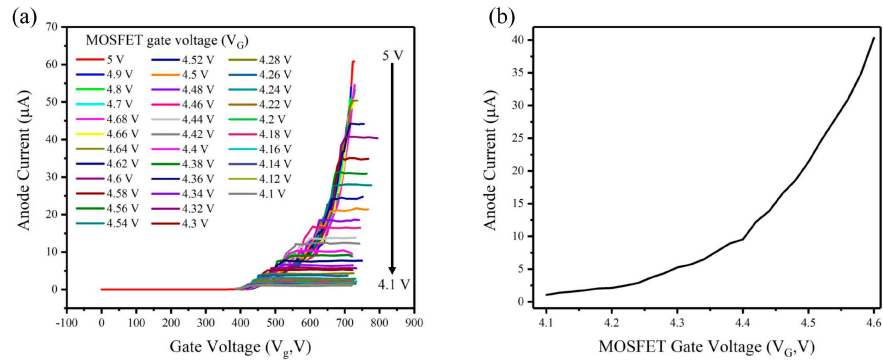 (a)
(b)
MOSFET gate voltage (V_G)
5 V
4.9 V
4.8 V
4.7 V
4.68 V
4.66 V
4.64 V
4.62 V
4.6 V
4.58 V
4.56 V
4.54 V
4.52 V
4.5 V
4.48 V
4.46 V
4.44 V
4.42 V
4.4 V
4.38 V
4.36 V
4.34 V
4.32 V
4.3 V
4.28 V
4.26 V
4.24 V
4.22 V
4.2 V
4.18 V
4.16 V
4.14 V
4.12 V
4.1 V
5 V
4.1 V
Anode Current (μA)
70
60
50
40
30
20
10
0
-100 0 100 200 300 400 500 600 700 800 900
Gate Voltage (V_g,V)
Anode Current (μA)
40
35
30
25
20
15
10
5
0
4.1 4.2 4.3 4.4 4.5 4.6
MOSFET Gate Voltage (V_G,V)